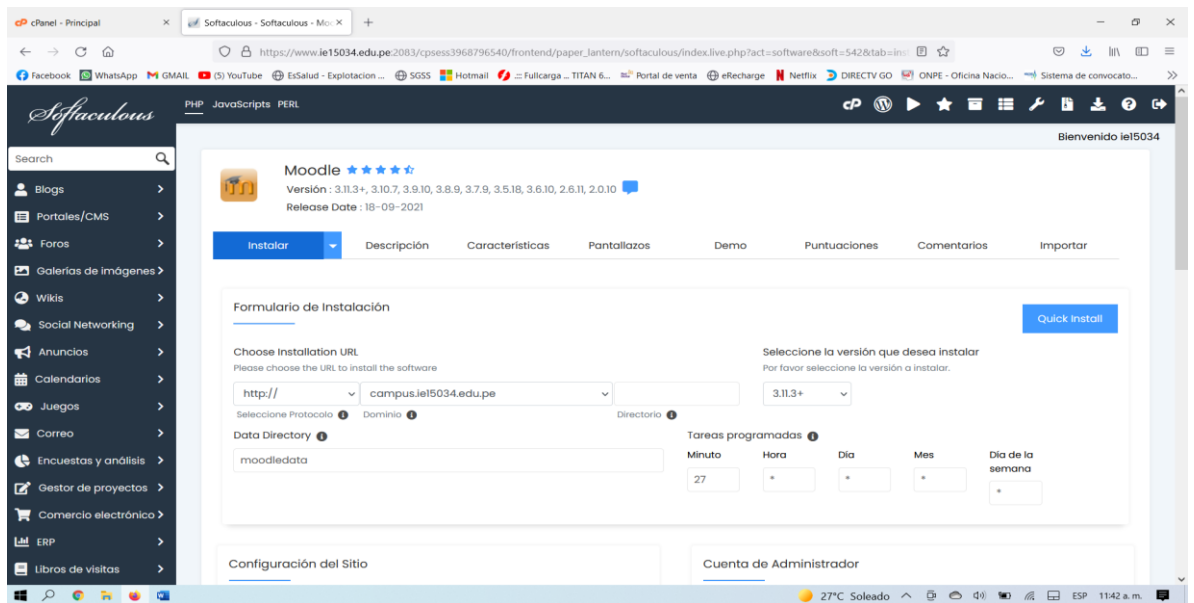 cPanel - Principal
Softaculous - Softaculous - Moo
https://www.ie15034.edu.pe:2083/cpsess3968796540/frontend/paper_lantern/softaculous/index.live.php?act=software&soft=542&tab=ins
Facebook WhatsApp GMAIL (5) YouTube EsSalud - Explotacion ... SGSS Hotmail .:: Fullcarga ... TITAN 6... Portal de venta eRecharge Netflix DIRECTV GO ONPE - Oficina Nacio... Sistema de convocato...
Softaculous
PHP JavaScripts PERL
Bienvenido ie15034
Search
Blogs
Portales/CMS
Foros
Galerías de imágenes
Wikis
Social Networking
Anuncios
Calendarios
Juegos
Correo
Encuestas y análisis
Gestor de proyectos
Comercio electrónico
ERP
Libros de visitas
Moodle
Versión : 3.11.3+, 3.10.7, 3.9.10, 3.8.9, 3.7.9, 3.5.18, 3.6.10, 2.6.11, 2.0.10
Release Date : 18-09-2021
Instalar Descripción Características Pantallazos Demo Puntuaciones Comentarios Importar
Formulario de Instalación
Quick Install
Choose Installation URL
Please choose the URL to install the software
http:// campus.ie15034.edu.pe
Seleccione Protocolo Dominio Directorio
Seleccione la versión que desea instalar
Por favor seleccione la versión a instalar.
3.11.3+
Data Directory
moodledata
Tareas programadas
Minuto Hora Día Mes Día de la semana
27 * * * *
Configuración del Sitio
Cuenta de Administrador
27°C Soleado ESP 11:42 a. m.